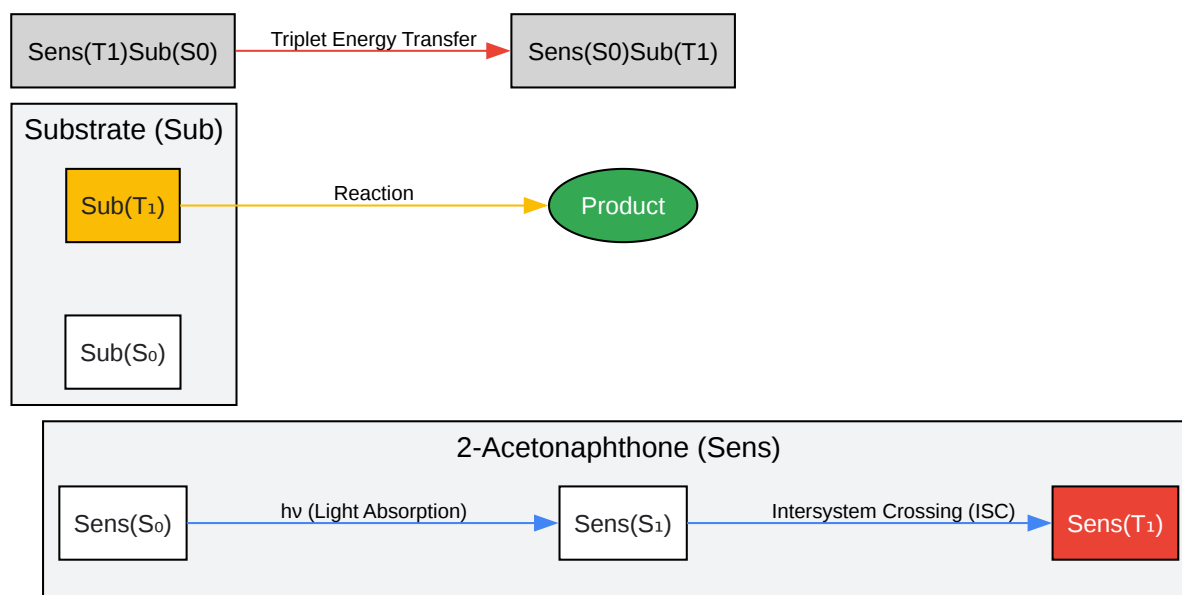 Sens(T1)Sub(S0)
Triplet Energy Transfer
Sens(S0)Sub(T1)
Substrate (Sub)
Sub(T₁)
Reaction
Product
Sub(S₀)
2-Acetonaphthone (Sens)
Sens(S₀)
hν (Light Absorption)
Sens(S₁)
Intersystem Crossing (ISC)
Sens(T₁)